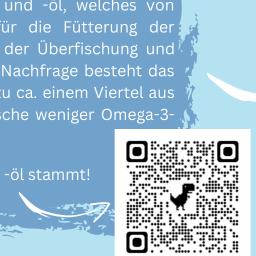 und -öl, welches von
für die Fütterung der
der Überfischung und
Nachfrage besteht das
zu ca. einem Viertel aus
sche weniger Omega-3-
-öl stammt!